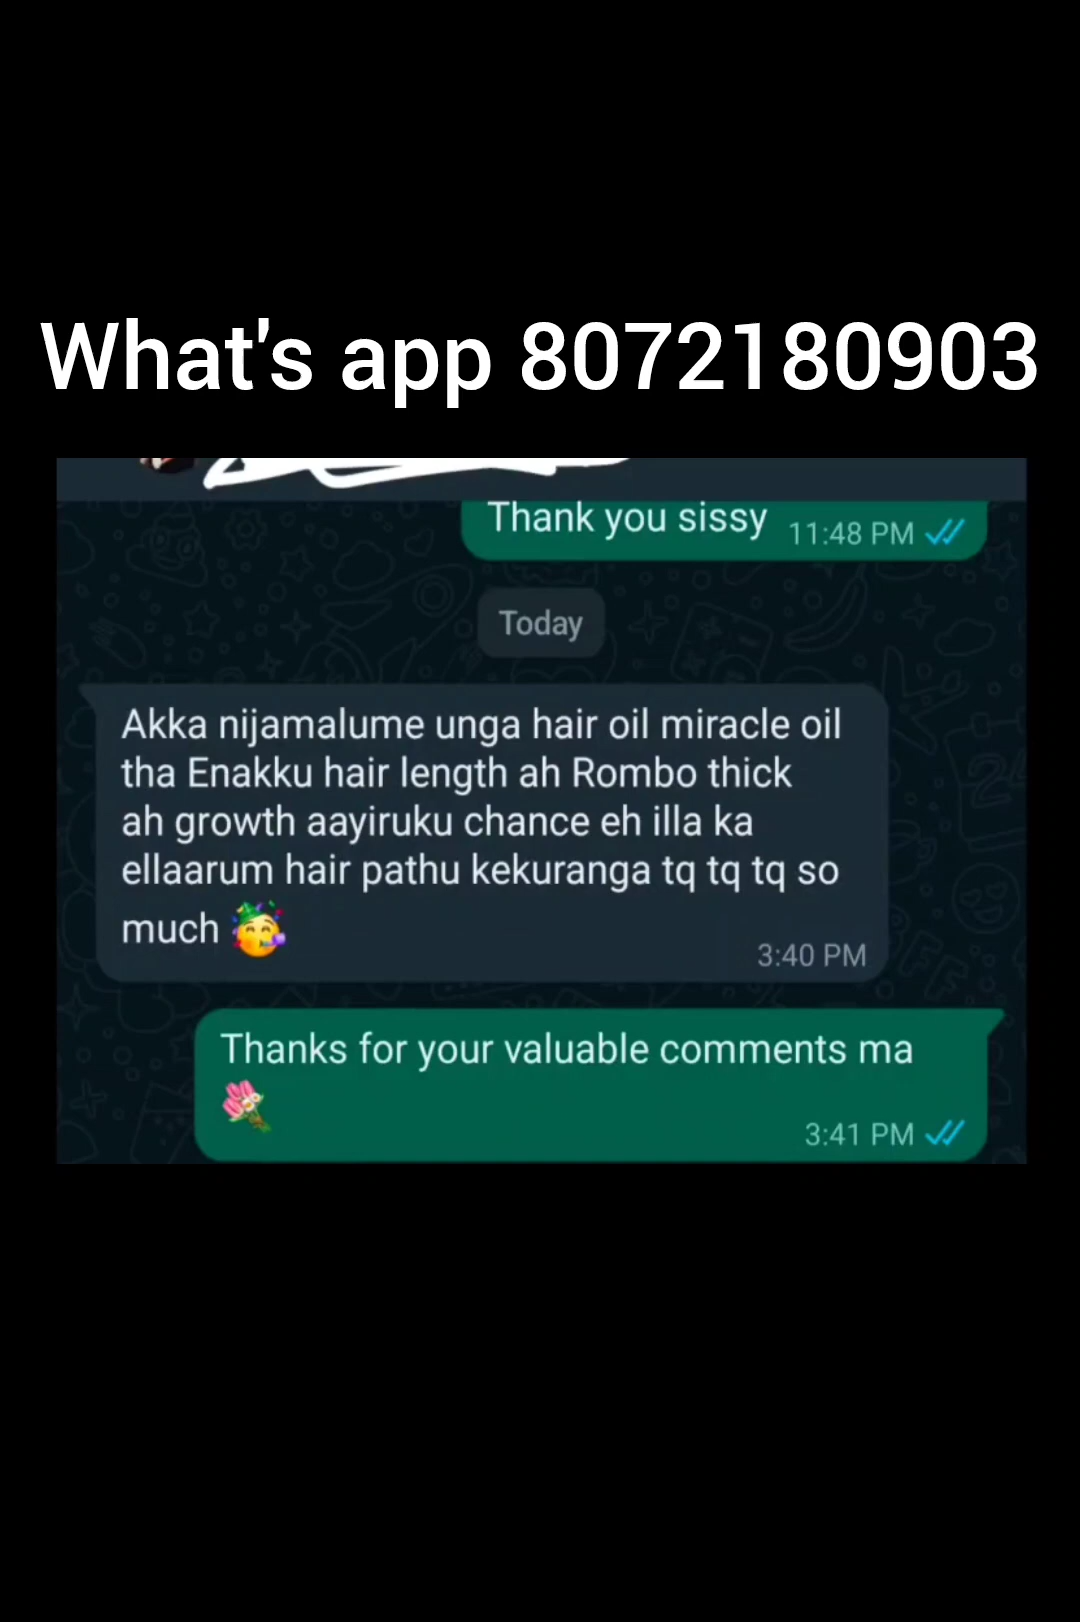 What's app 8072180903
Thank you sissy 11:48 PM
Today
Akka nijamalume unga hair oil miracle oil
tha Enakku hair length ah Rombo thick
ah growth aayiruku chance eh illa ka
ellaarum hair pathu kekuranga tq tq tq so
much
3:40 PM
Thanks for your valuable comments ma
3:41 PM